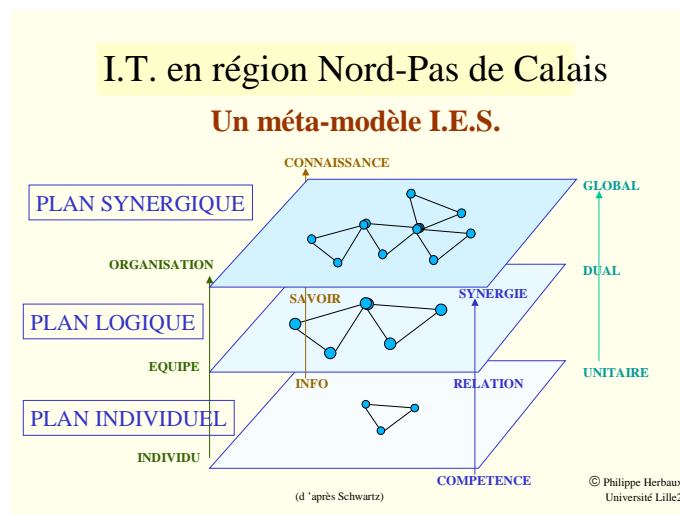 I.T. en région Nord-Pas de Calais
Un méta-modèle I.E.S.
CONNAISSANCE
GLOBAL
PLAN SYNERGIQUE
ORGANISATION
DUAL
SAVOIR
SYNERGIE
PLAN LOGIQUE
EQUIPE
UNITAIRE
INFO
RELATION
PLAN INDIVIDUEL
INDIVIDU
COMPETENCE
(d 'après Schwartz)
© Philippe Herbaux
Université Lille2